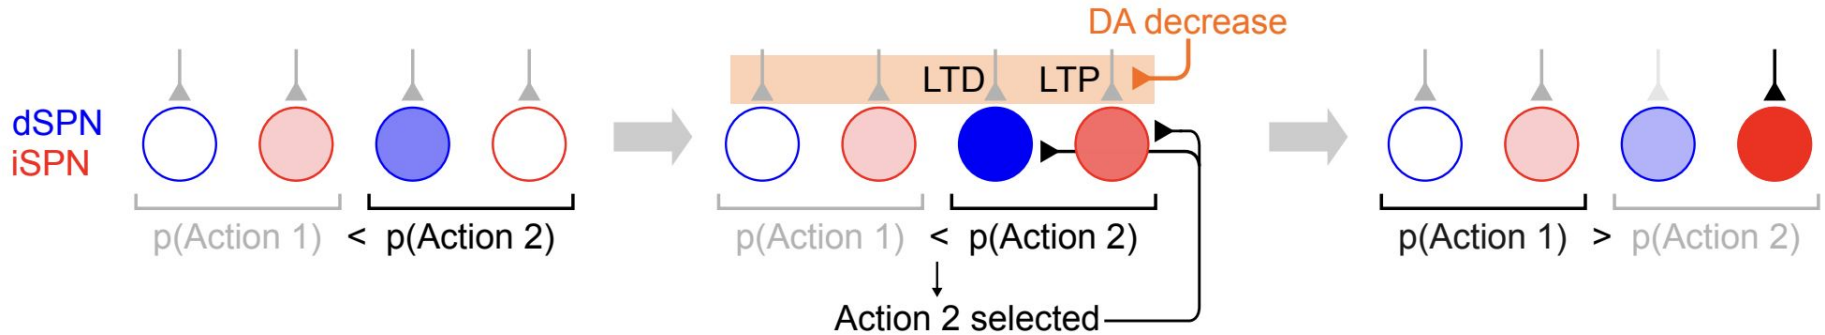 DA decrease
LTD LTP
dSPN
iSPN
p(Action 1) < p(Action 2)
p(Action 1) < p(Action 2)
p(Action 1) > p(Action 2)
Action 2 selected